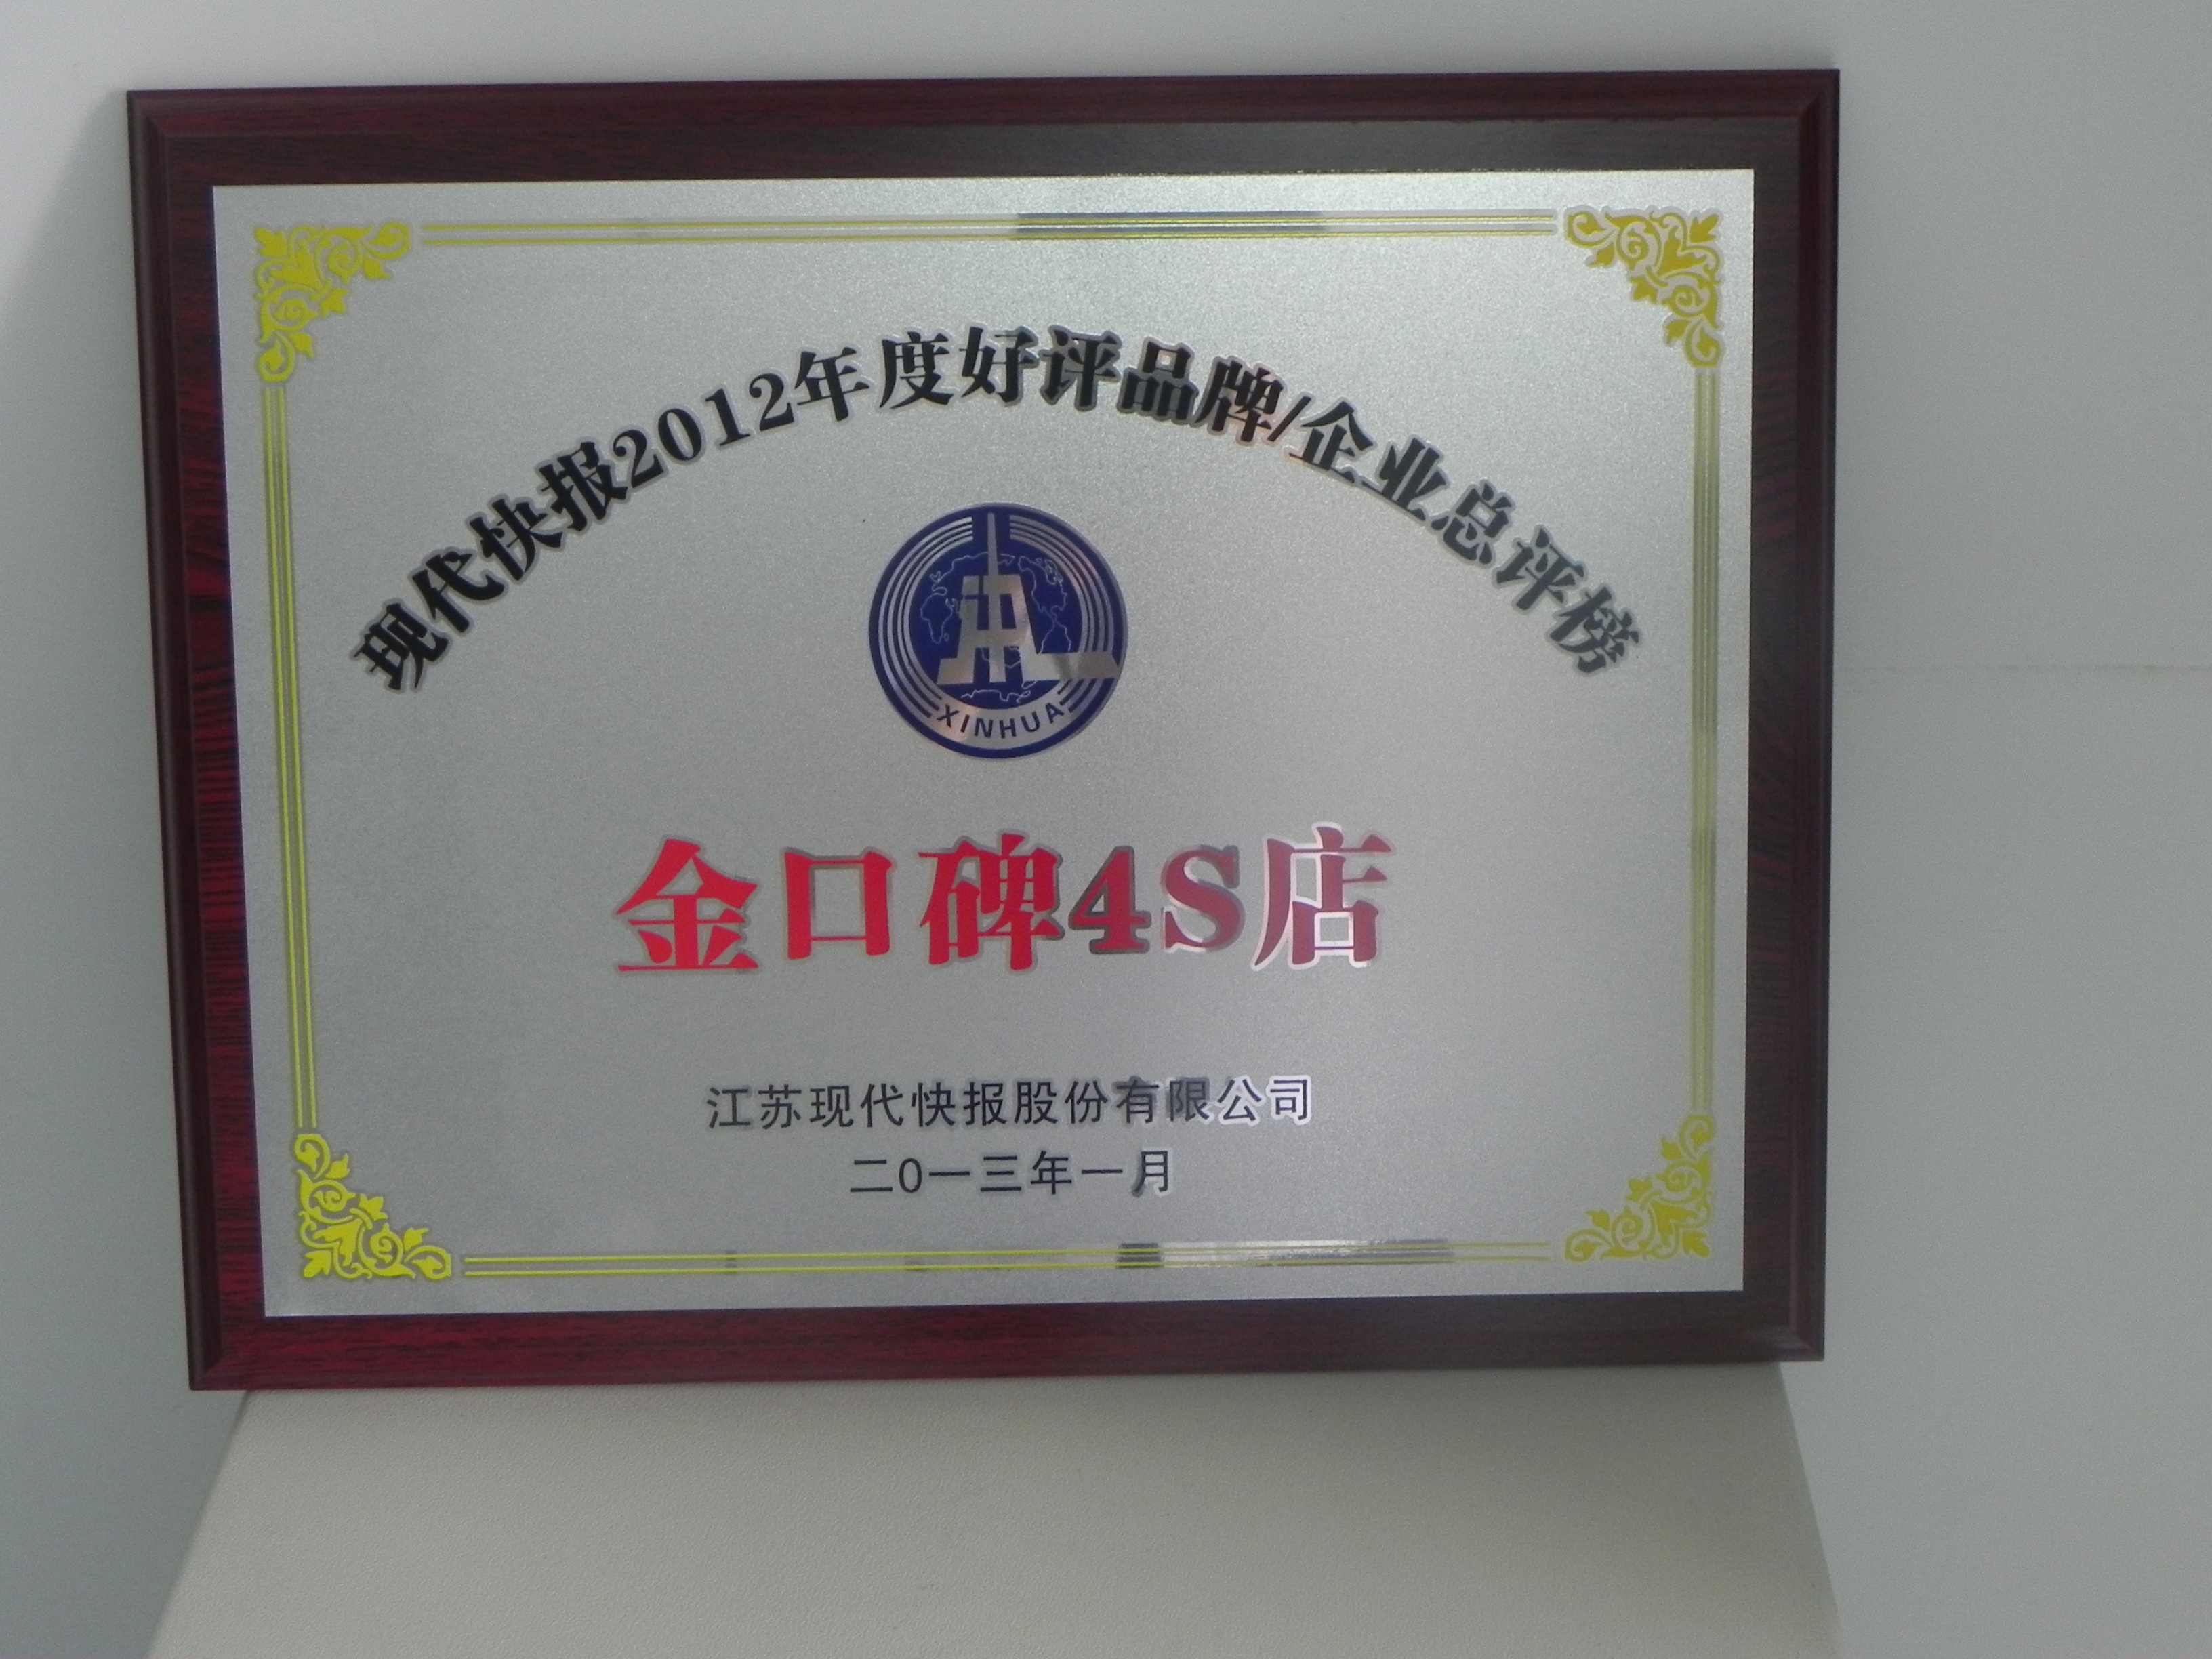 现代快报2012年度好评品牌/企业总评榜
XINHUA
金口碑4S店
江苏现代快报股份有限公司
二0一三年一月